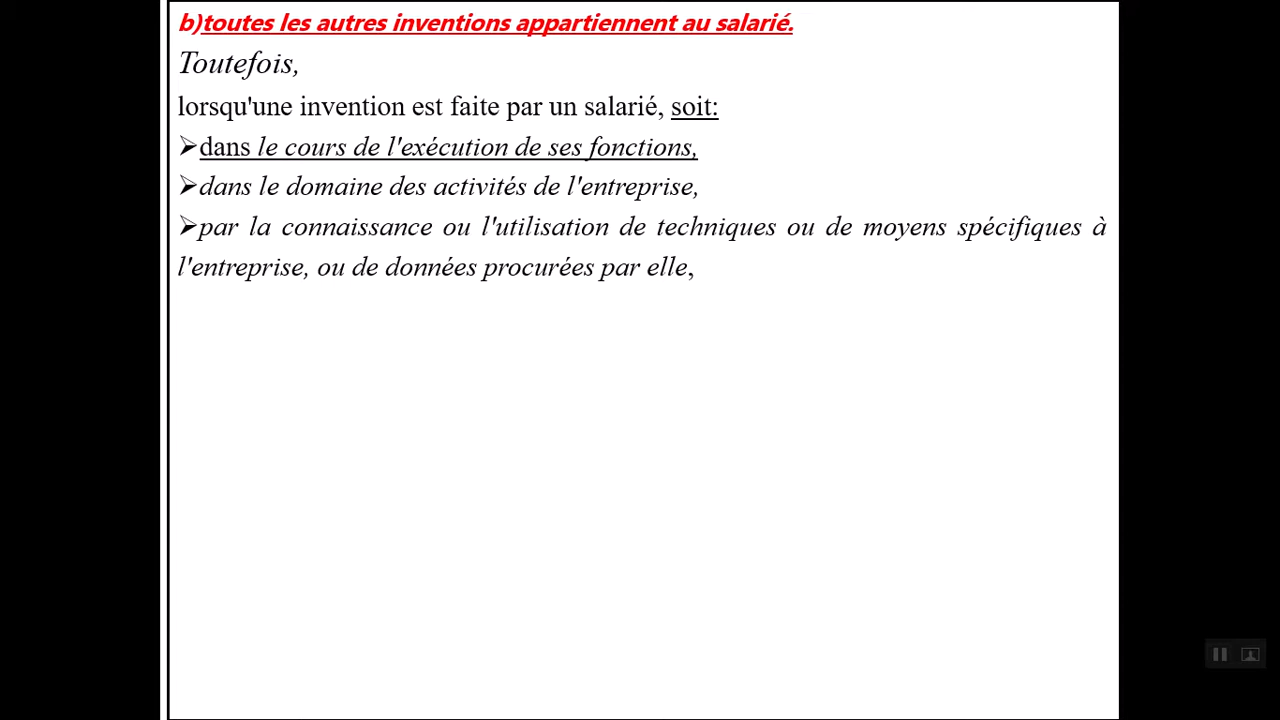 b)toutes les autres inventions appartiennent au salarié.
Toutefois,
lorsqu'une invention est faite par un salarié, soit:
➢dans le cours de l'exécution de ses fonctions,
➢dans le domaine des activités de l'entreprise,
➢par la connaissance ou l'utilisation de techniques ou de moyens spécifiques à
l'entreprise, ou de données procurées par elle,